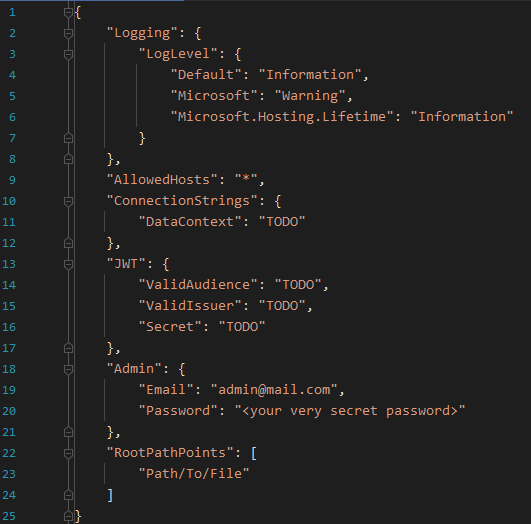 1 {
2 "Logging": {
3 "LogLevel": {
4 "Default": "Information",
5 "Microsoft": "Warning",
6 "Microsoft.Hosting.Lifetime": "Information"
7 }
8 },
9 "AllowedHosts": "*",
10 "ConnectionStrings": {
11 "DataContext": "TODO"
12 },
13 "JWT": {
14 "ValidAudience": "TODO",
15 "ValidIssuer": "TODO",
16 "Secret": "TODO"
17 },
18 "Admin": {
19 "Email": "admin@mail.com",
20 "Password": "<your very secret password>"
21 },
22 "RootPathPoints": [
23 "Path/To/File"
24 ]
25 }